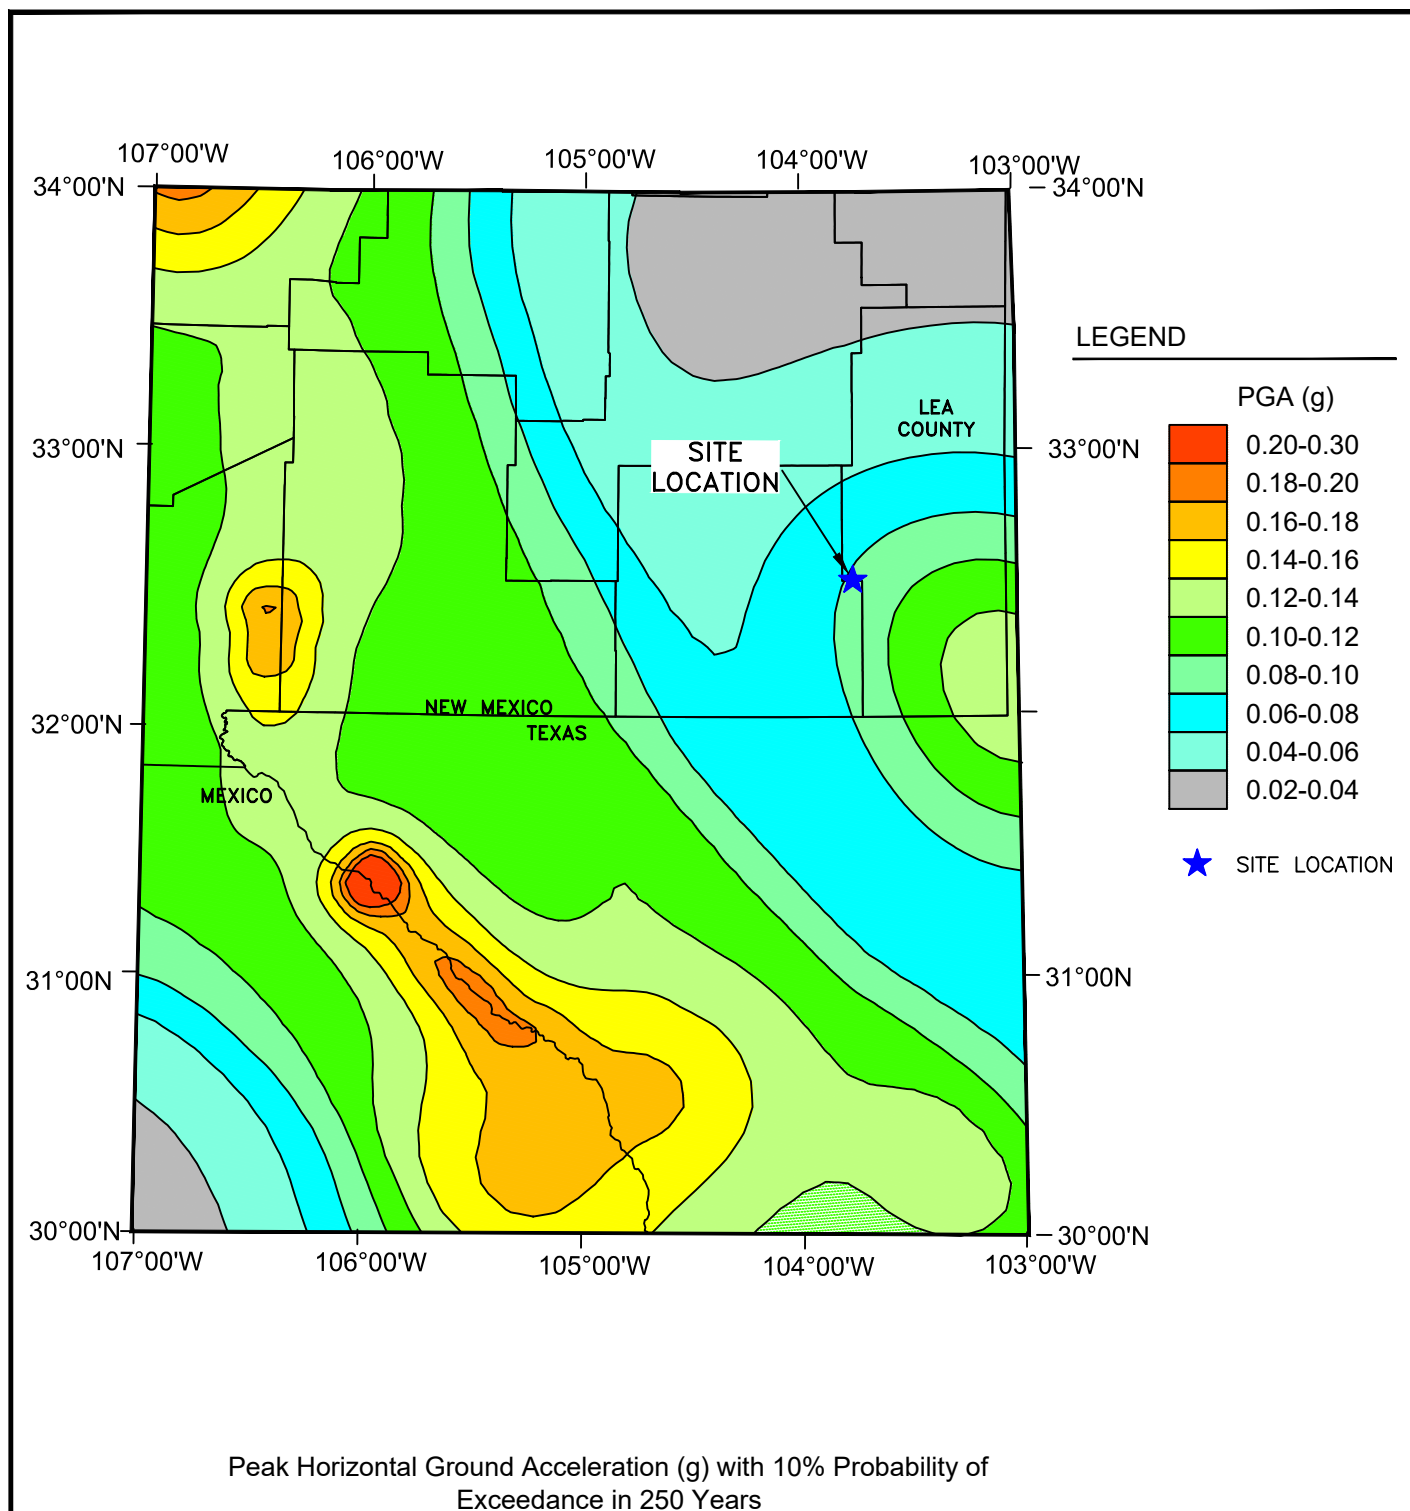 107°00'W
106°00'W
105°00'W
104°00'W
103°00'W
34°00'N
34°00'N
LEGEND
PGA (g)
LEA
COUNTY
33°00'N
SITE
LOCATION
33°00'N
0.20-0.30
0.18-0.20
0.16-0.18
0.14-0.16
0.12-0.14
0.10-0.12
0.08-0.10
0.06-0.08
0.04-0.06
0.02-0.04
SITE LOCATION
32°00'N
NEW MEXICO
TEXAS
MEXICO
31°00'N
31°00'N
30°00'N
30°00'N
107°00'W
106°00'W
105°00'W
104°00'W
103°00'W
Peak Horizontal Ground Acceleration (g) with 10% Probability of
Exceedance in 250 Years